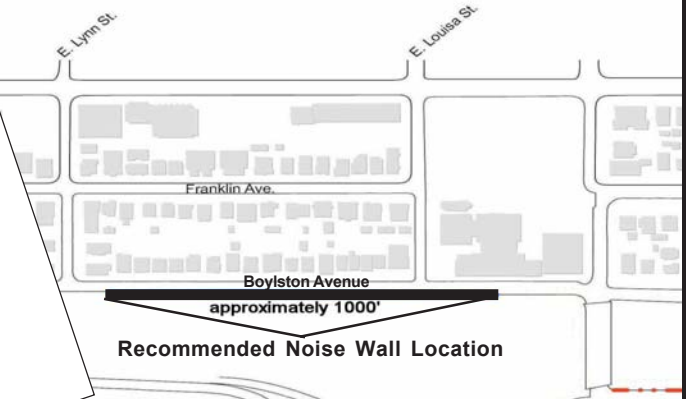 E. Lynn St.
E. Louisa St.
Franklin Ave.
Boylston Avenue
approximately 1000'
Recommended Noise Wall Location